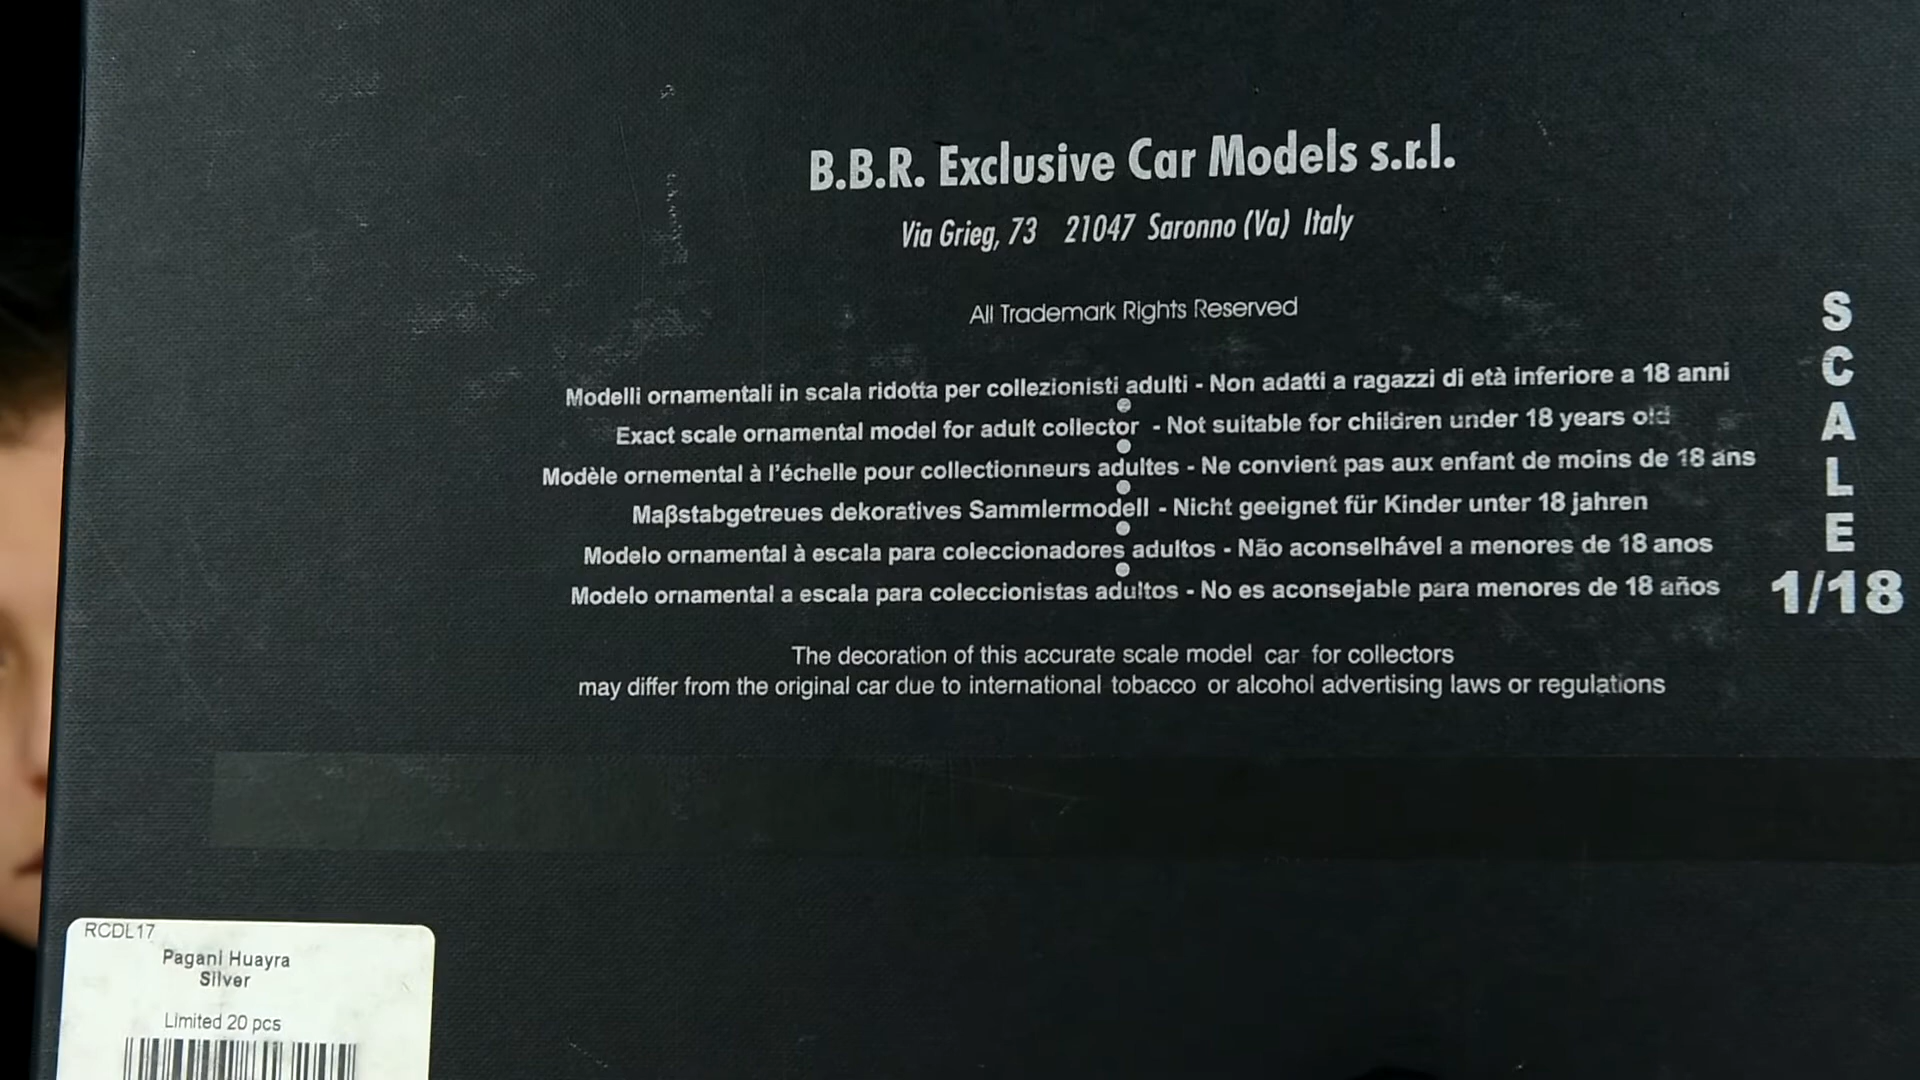 B.B.R. Exclusive Car Models s.r.l.
Via Grieg, 73 21047 Saronno (Va) Italy
All Trademark Rights Reserved
Modelli ornamentali in scala ridotta per collezionisti adulti - Non adatti a ragazzi di età inferiore a 18 anni
Exact scale ornamental model for adult collector - Not suitable for children under 18 years old
Modèle ornemental à l'échelle pour collectionneurs adultes - Ne convient pas aux enfant de moins de 18 ans
Maßstabgetreues dekoratives Sammlermodell - Nicht geeignet für Kinder unter 18 jahren
Modelo ornamental à escala para coleccionadores adultos - Não aconselhável a menores de 18 anos
Modelo ornamental a escala para coleccionistas adultos - No es aconsejable para menores de 18 años
SCALE
1/18
The decoration of this accurate scale model car for collectors
may differ from the original car due to international tobacco or alcohol advertising laws or regulations
RCDL17
Pagani Huayra
Silver
Limited 20 pcs